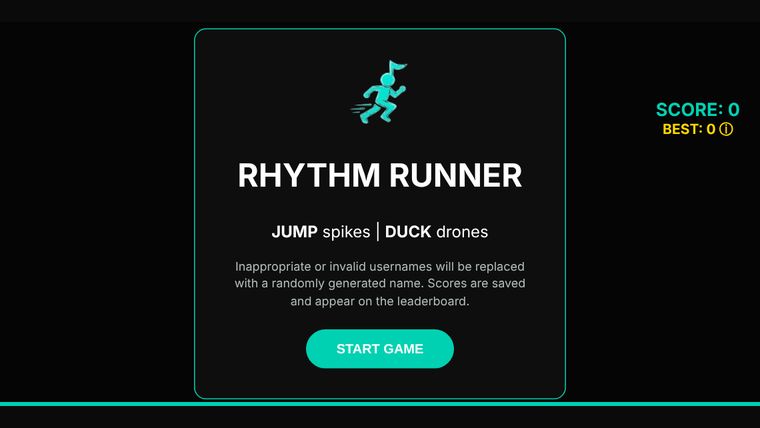 SCORE: 0
BEST: 0 ⓘ
RHYTHM RUNNER
JUMP spikes | DUCK drones
Inappropriate or invalid usernames will be replaced
with a randomly generated name. Scores are saved
and appear on the leaderboard.
START GAME